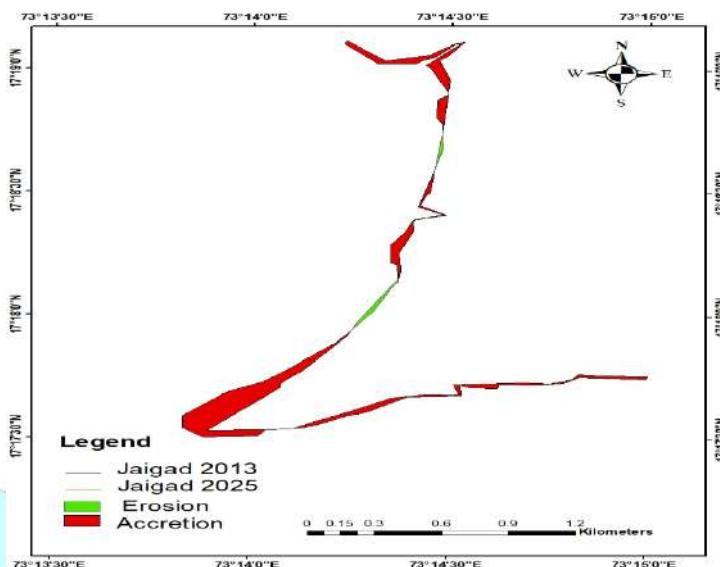 73°13'30"E 73°14'0"E 73°14'30"E 73°15'0"E
N
W E
S
17°19'0"N
17°18'30"N
17°18'0"N
17°17'30"N
Legend
Jaigad 2013
Jaigad 2025
Erosion
Accretion
0 0.15 0.3 0.6 0.9 1.2
Kilometers
73°13'30"E 73°14'0"E 73°14'30"E 73°15'0"E